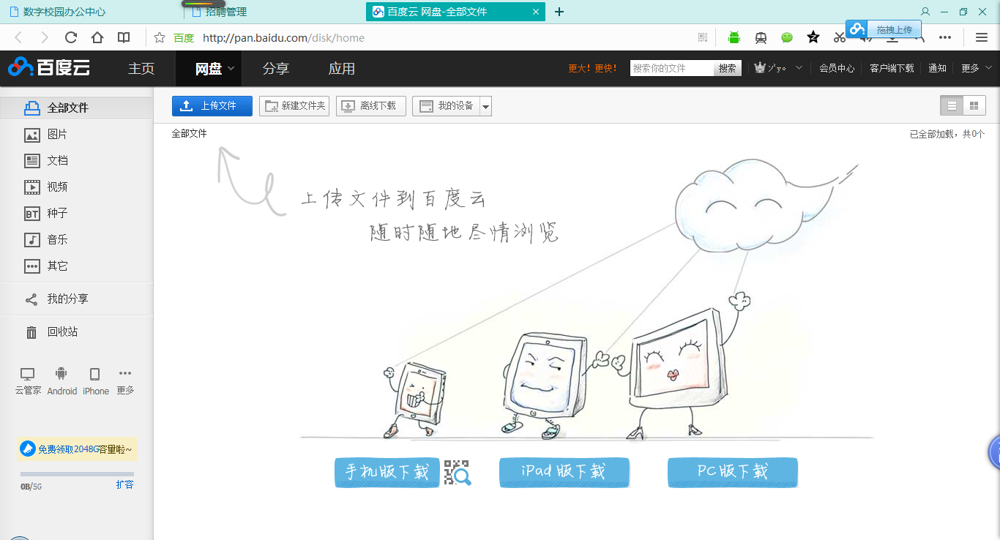 数字校园办公中心
招聘管理
百度云 网盘-全部文件
百度 http://pan.baidu.com/disk/home
拖拽上传
百度云
主页 网盘 分享 应用
更大！更快！
搜索你的文件 搜索
会员中心 客户端下载 通知 更多
全部文件
图片
文档
视频
BT 种子
音乐
其它
我的分享
回收站
云管家 Android iPhone 更多
免费领取2048G容量啦~
0B/5G 扩容
上传文件 新建文件夹 离线下载 我的设备
全部文件 已全部加载，共0个
上传文件到百度云
随时随地尽情浏览
手机版下载 iPad版下载 PC版下载